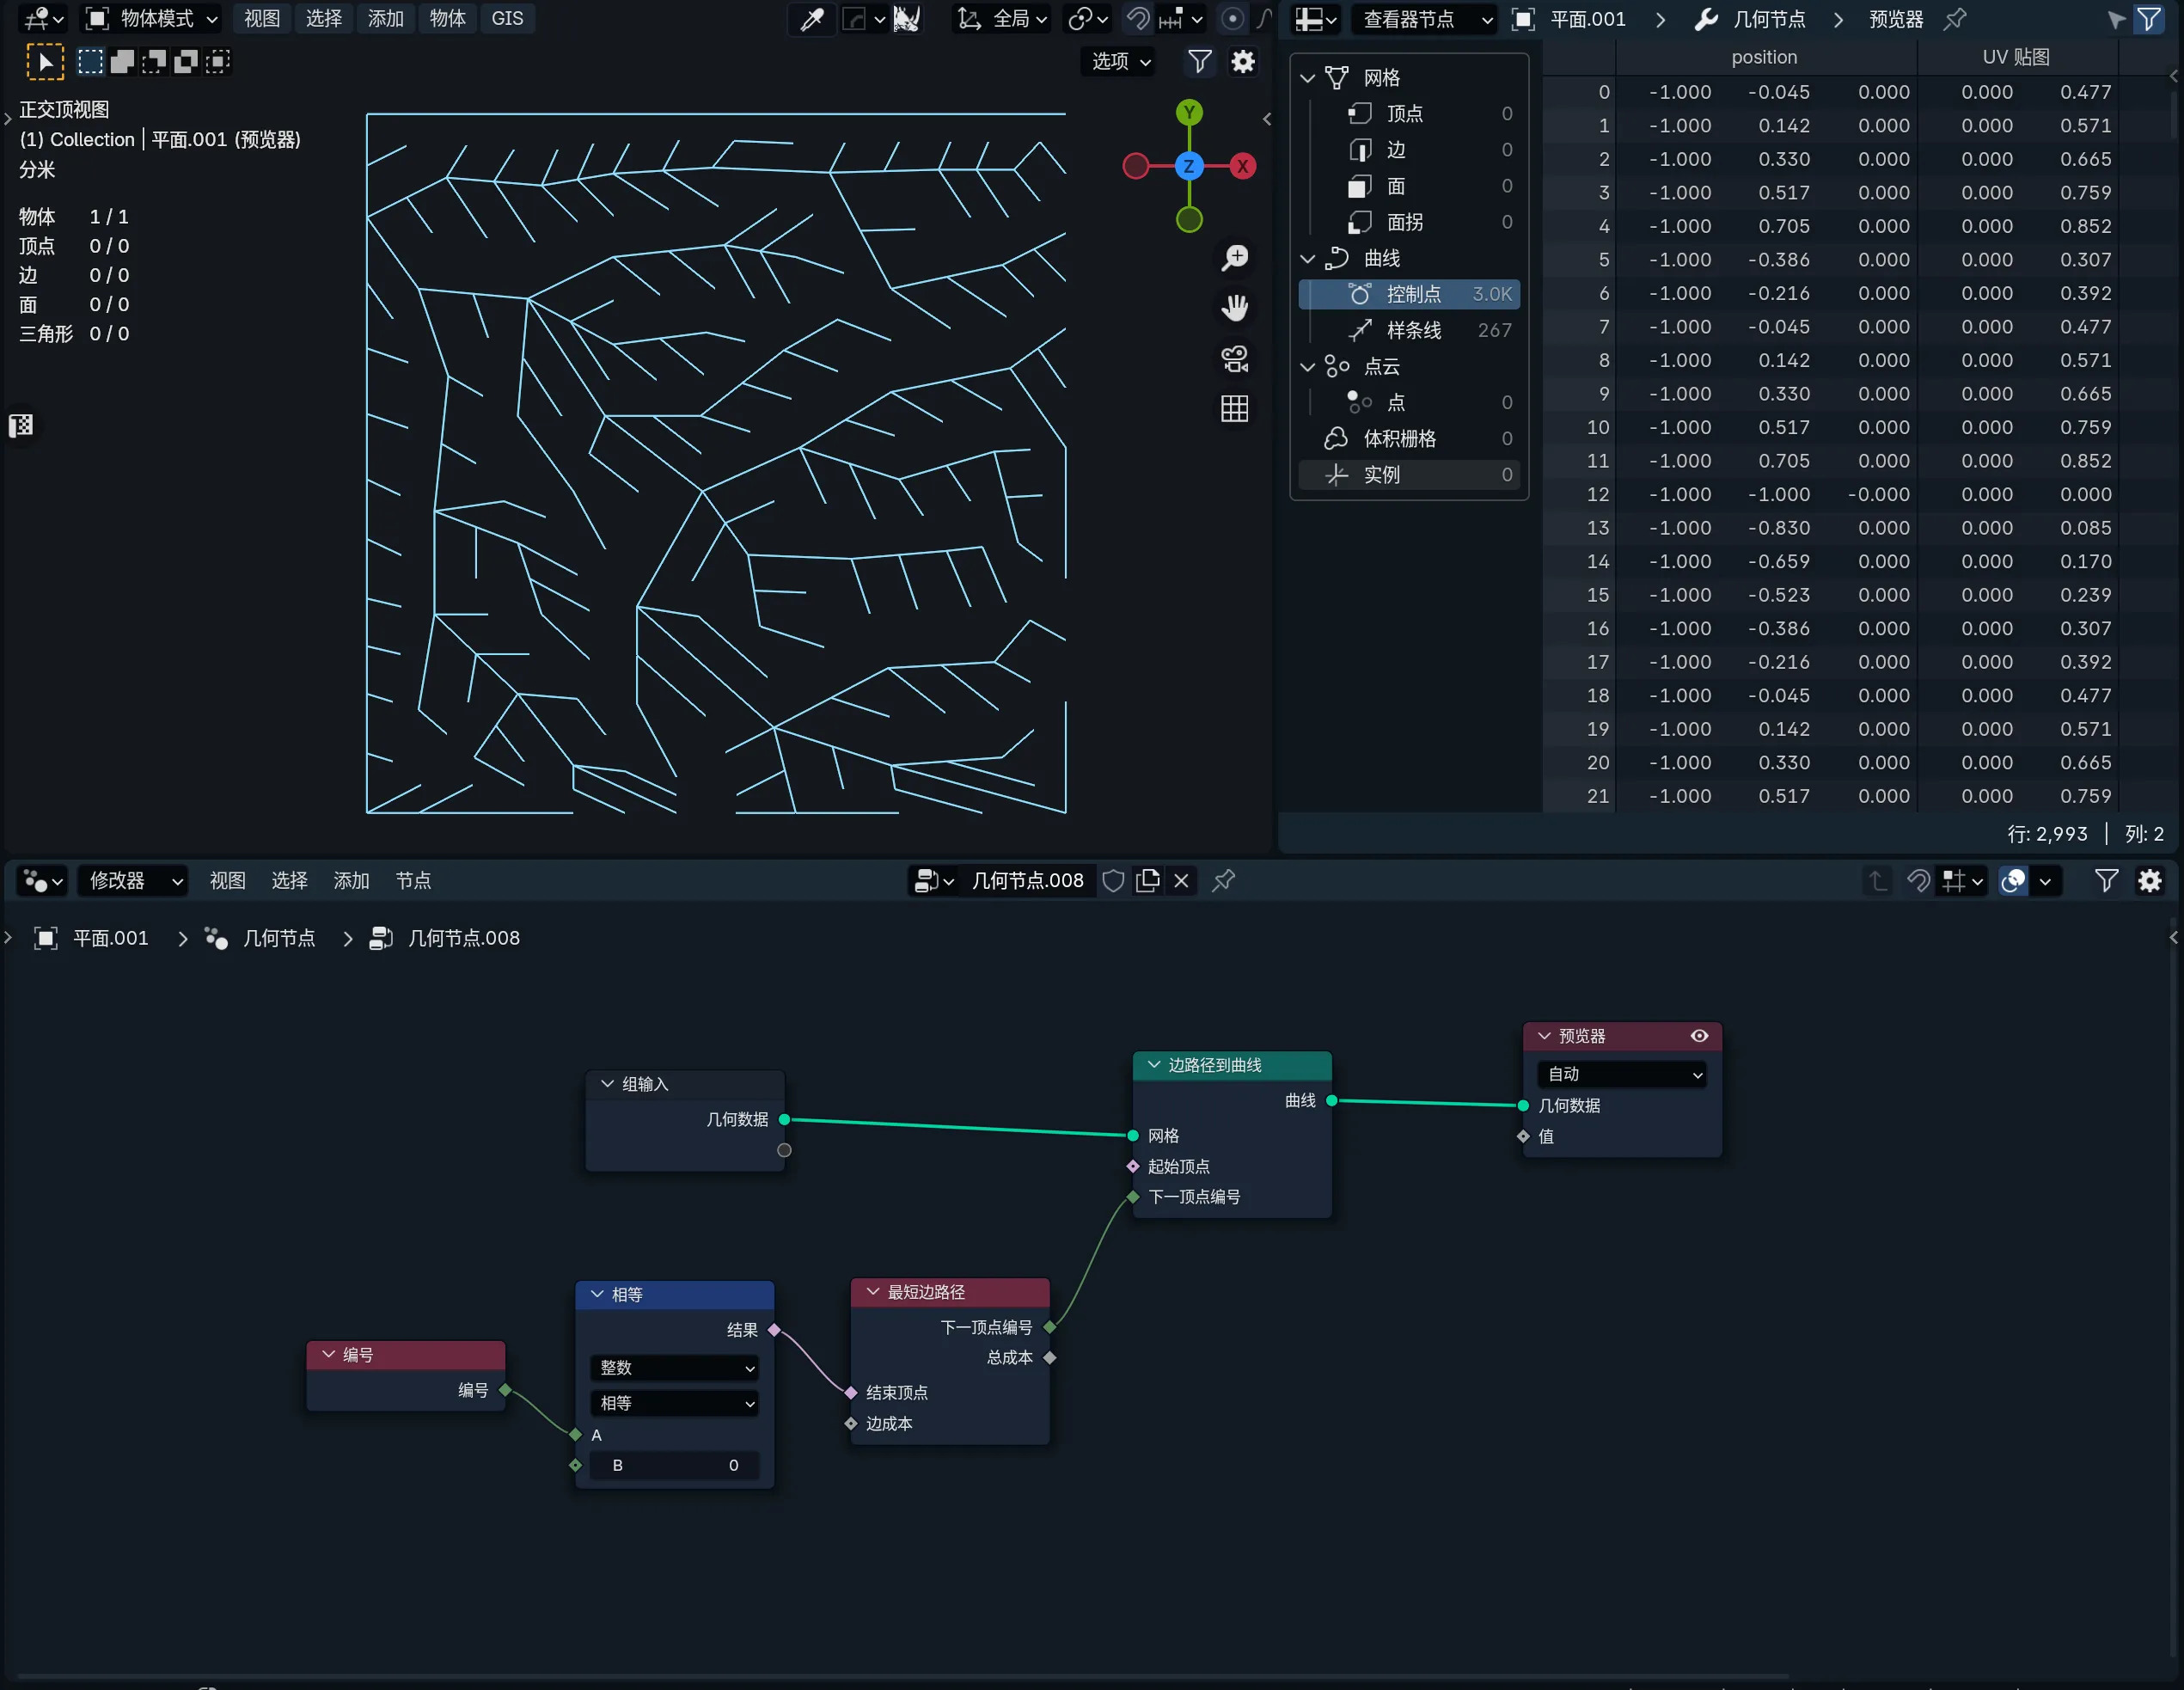 物体模式 视图 选择 添加 物体 GIS 全局
选项
正交顶视图
(1) Collection | 平面.001 (预览器)
分米
物体 1 / 1
顶点 0 / 0
边 0 / 0
面 0 / 0
三角形 0 / 0
Y
Z
X
查看器节点 平面.001 几何节点 预览器
网格
顶点 0
边 0
面 0
面拐 0
曲线
控制点 3.0K
样条线 267
点云
点 0
体积栅格 0
实例 0
position UV 贴图
0 -1.000 -0.045 0.000 0.000 0.477
1 -1.000 0.142 0.000 0.000 0.571
2 -1.000 0.330 0.000 0.000 0.665
3 -1.000 0.517 0.000 0.000 0.759
4 -1.000 0.705 0.000 0.000 0.852
5 -1.000 -0.386 0.000 0.000 0.307
6 -1.000 -0.216 0.000 0.000 0.392
7 -1.000 -0.045 0.000 0.000 0.477
8 -1.000 0.142 0.000 0.000 0.571
9 -1.000 0.330 0.000 0.000 0.665
10 -1.000 0.517 0.000 0.000 0.759
11 -1.000 0.705 0.000 0.000 0.852
12 -1.000 -1.000 -0.000 0.000 0.000
13 -1.000 -0.830 0.000 0.000 0.085
14 -1.000 -0.659 0.000 0.000 0.170
15 -1.000 -0.523 0.000 0.000 0.239
16 -1.000 -0.386 0.000 0.000 0.307
17 -1.000 -0.216 0.000 0.000 0.392
18 -1.000 -0.045 0.000 0.000 0.477
19 -1.000 0.142 0.000 0.000 0.571
20 -1.000 0.330 0.000 0.000 0.665
21 -1.000 0.517 0.000 0.000 0.759
行: 2,993 | 列: 2
修改器 视图 选择 添加 节点 几何节点.008
平面.001 几何节点 几何节点.008
组输入
几何数据
边路径到曲线
曲线
网格
起始顶点
下一顶点编号
预览器
自动
几何数据
值
编号
编号
相等
结果
整数
相等
A
B 0
最短边路径
下一顶点编号
总成本
结束顶点
边成本